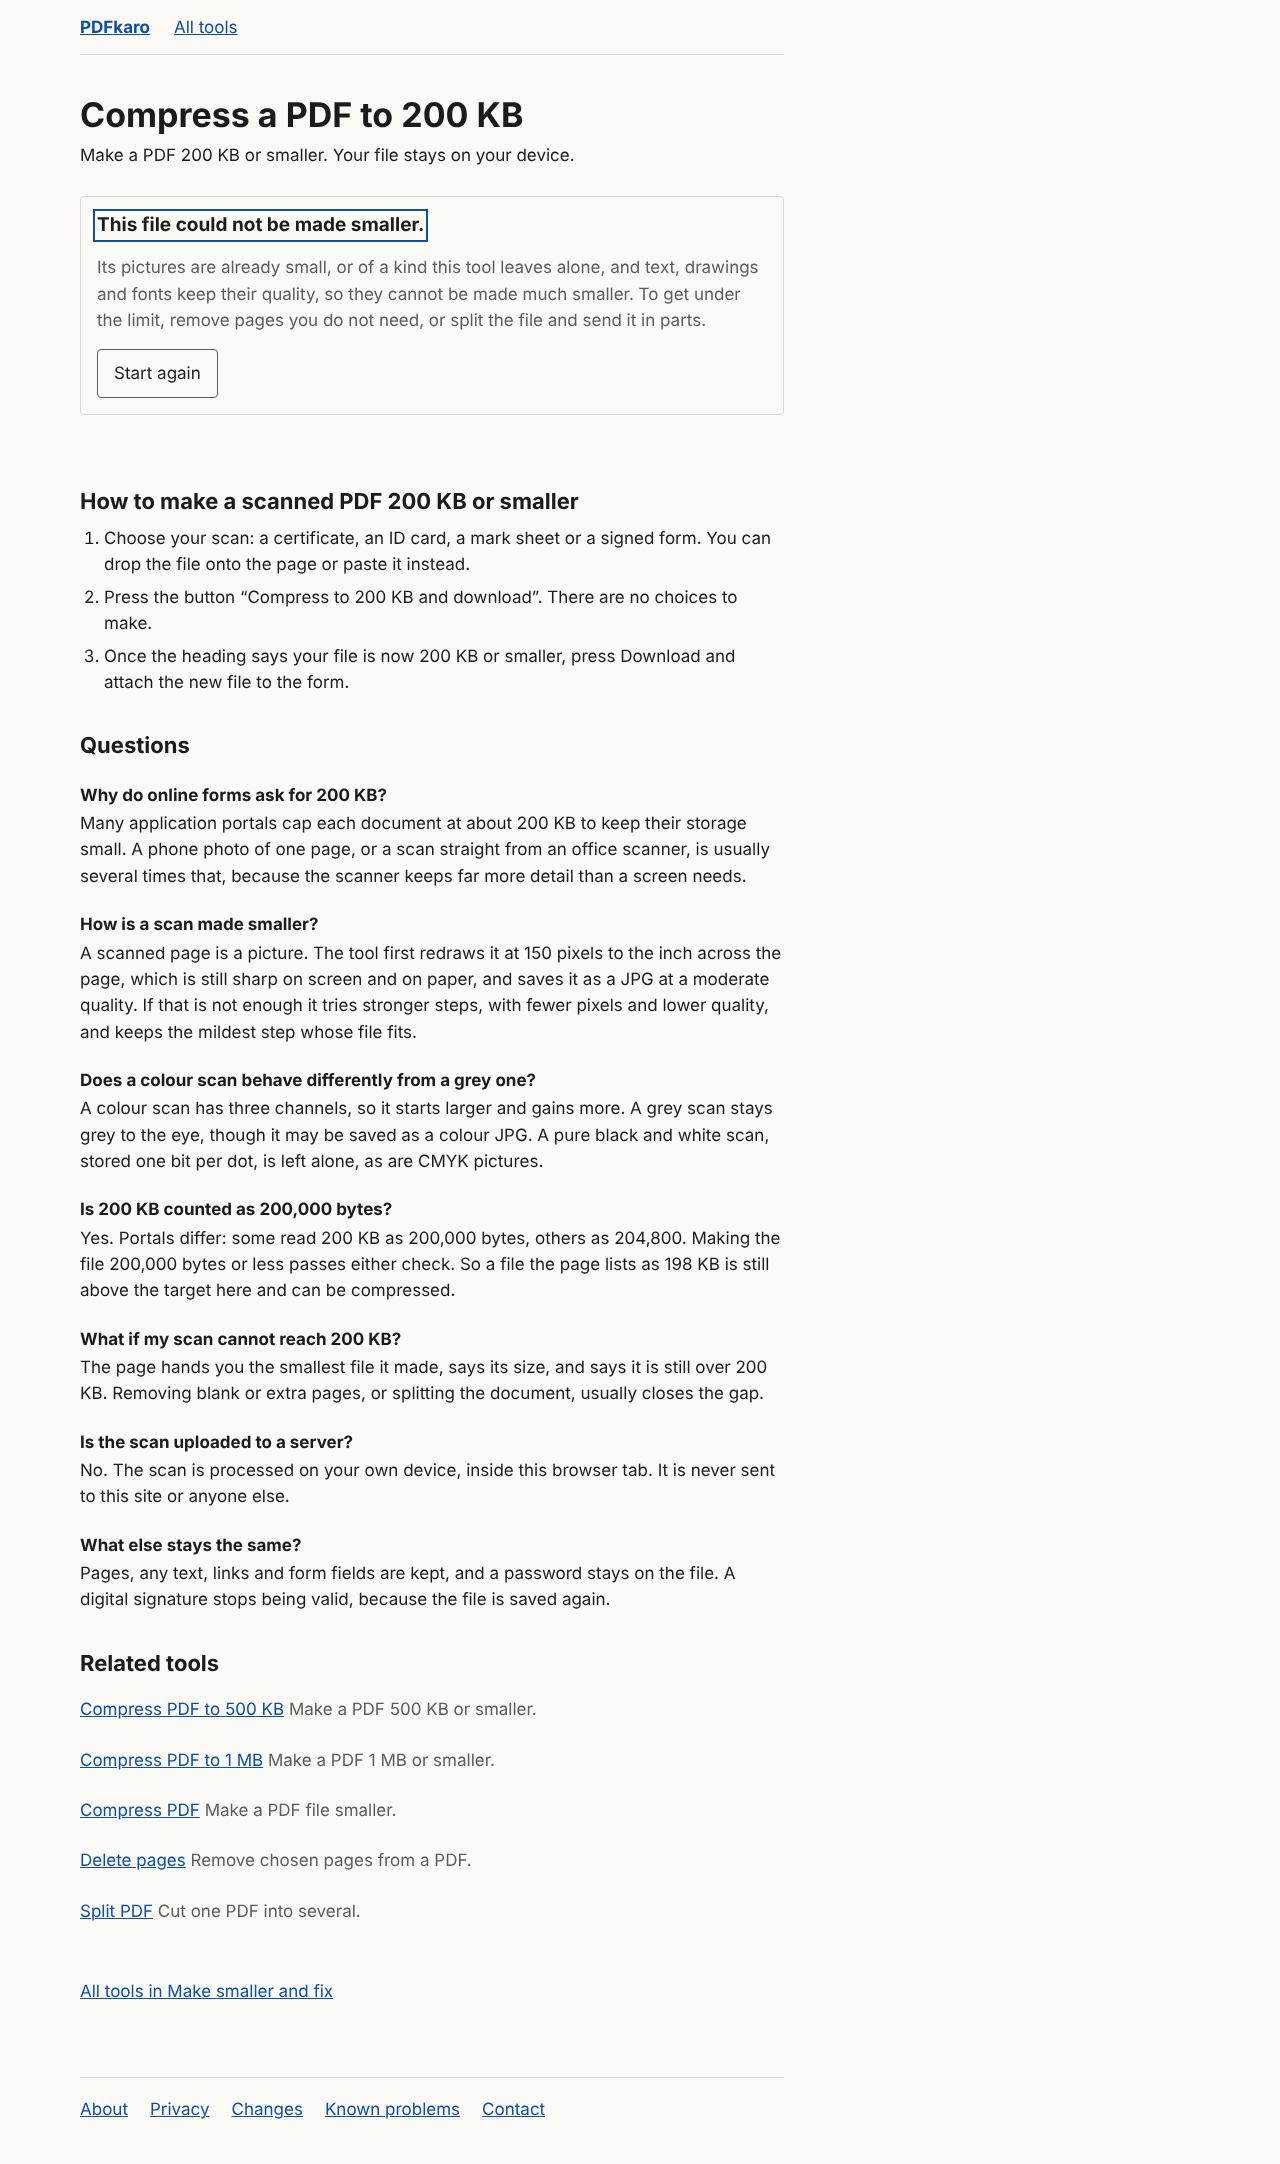 PDFkaro All tools
Compress a PDF to 200 KB
Make a PDF 200 KB or smaller. Your file stays on your device.
This file could not be made smaller.
Its pictures are already small, or of a kind this tool leaves alone, and text, drawings
and fonts keep their quality, so they cannot be made much smaller. To get under
the limit, remove pages you do not need, or split the file and send it in parts.
Start again
How to make a scanned PDF 200 KB or smaller
1. Choose your scan: a certificate, an ID card, a mark sheet or a signed form. You can
drop the file onto the page or paste it instead.
2. Press the button “Compress to 200 KB and download”. There are no choices to
make.
3. Once the heading says your file is now 200 KB or smaller, press Download and
attach the new file to the form.
Questions
Why do online forms ask for 200 KB?
Many application portals cap each document at about 200 KB to keep their storage
small. A phone photo of one page, or a scan straight from an office scanner, is usually
several times that, because the scanner keeps far more detail than a screen needs.
How is a scan made smaller?
A scanned page is a picture. The tool first redraws it at 150 pixels to the inch across the
page, which is still sharp on screen and on paper, and saves it as a JPG at a moderate
quality. If that is not enough it tries stronger steps, with fewer pixels and lower quality,
and keeps the mildest step whose file fits.
Does a colour scan behave differently from a grey one?
A colour scan has three channels, so it starts larger and gains more. A grey scan stays
grey to the eye, though it may be saved as a colour JPG. A pure black and white scan,
stored one bit per dot, is left alone, as are CMYK pictures.
Is 200 KB counted as 200,000 bytes?
Yes. Portals differ: some read 200 KB as 200,000 bytes, others as 204,800. Making the
file 200,000 bytes or less passes either check. So a file the page lists as 198 KB is still
above the target here and can be compressed.
What if my scan cannot reach 200 KB?
The page hands you the smallest file it made, says its size, and says it is still over 200
KB. Removing blank or extra pages, or splitting the document, usually closes the gap.
Is the scan uploaded to a server?
No. The scan is processed on your own device, inside this browser tab. It is never sent
to this site or anyone else.
What else stays the same?
Pages, any text, links and form fields are kept, and a password stays on the file. A
digital signature stops being valid, because the file is saved again.
Related tools
Compress PDF to 500 KB Make a PDF 500 KB or smaller.
Compress PDF to 1 MB Make a PDF 1 MB or smaller.
Compress PDF Make a PDF file smaller.
Delete pages Remove chosen pages from a PDF.
Split PDF Cut one PDF into several.
All tools in Make smaller and fix
About Privacy Changes Known problems Contact